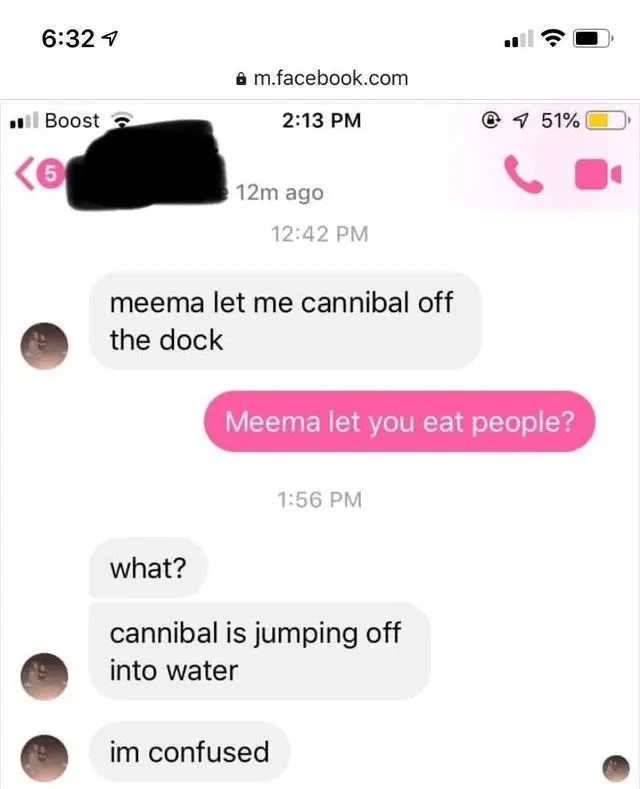 6:32
m.facebook.com
Boost
2:13 PM
51%
5
12m ago
12:42 PM
meema let me cannibal off
the dock
Meema let you eat people?
1:56 PM
what?
cannibal is jumping off
into water
im confused